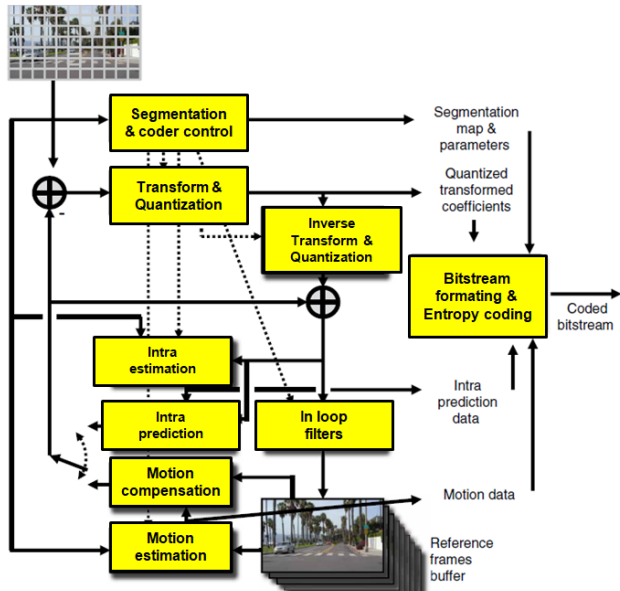 Segmentation
& coder control
Segmentation
map &
parameters
Transform &
Quantization
Quantized
transformed
coefficients
-
Inverse
Transform &
Quantization
Bitstream
formating &
Entropy coding
Coded
bitstream
Intra
estimation
Intra
prediction
In loop
filters
Intra
prediction
data
Motion
compensation
Motion data
Motion
estimation
Reference
frames
buffer